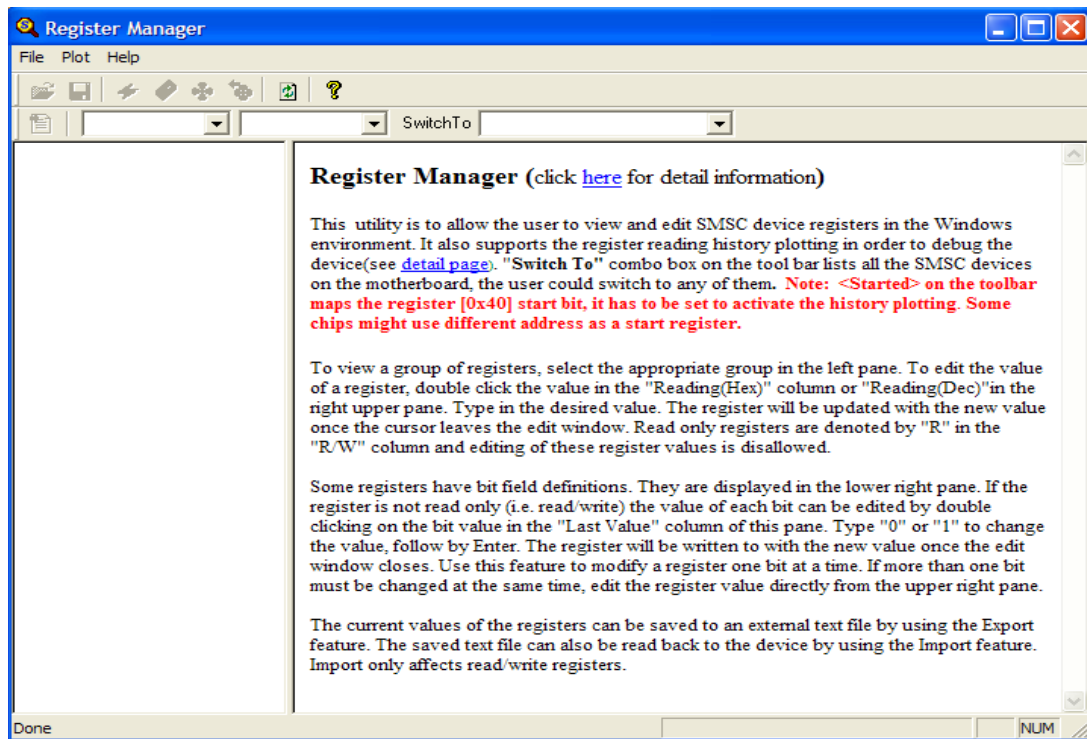 Register Manager
File Plot Help
SwitchTo
Register Manager (click here for detail information)
This utility is to allow the user to view and edit SMSC device registers in the Windows
environment. It also supports the register reading history plotting in order to debug the
device(see detail page). "Switch To" combo box on the tool bar lists all the SMSC devices
on the motherboard, the user could switch to any of them. Note: <Started> on the toolbar
maps the register [0x40] start bit, it has to be set to activate the history plotting. Some
chips might use different address as a start register.
To view a group of registers, select the appropriate group in the left pane. To edit the value
of a register, double click the value in the "Reading(Hex)" column or "Reading(Dec)"in the
right upper pane. Type in the desired value. The register will be updated with the new value
once the cursor leaves the edit window. Read only registers are denoted by "R" in the
"R/W" column and editing of these register values is disallowed.
Some registers have bit field definitions. They are displayed in the lower right pane. If the
register is not read only (i.e. read/write) the value of each bit can be edited by double
clicking on the bit value in the "Last Value" column of this pane. Type "0" or "1" to change
the value, follow by Enter. The register will be written to with the new value once the edit
window closes. Use this feature to modify a register one bit at a time. If more than one bit
must be changed at the same time, edit the register value directly from the upper right pane.
The current values of the registers can be saved to an external text file by using the Export
feature. The saved text file can also be read back to the device by using the Import feature.
Import only affects read/write registers.
Done NUM